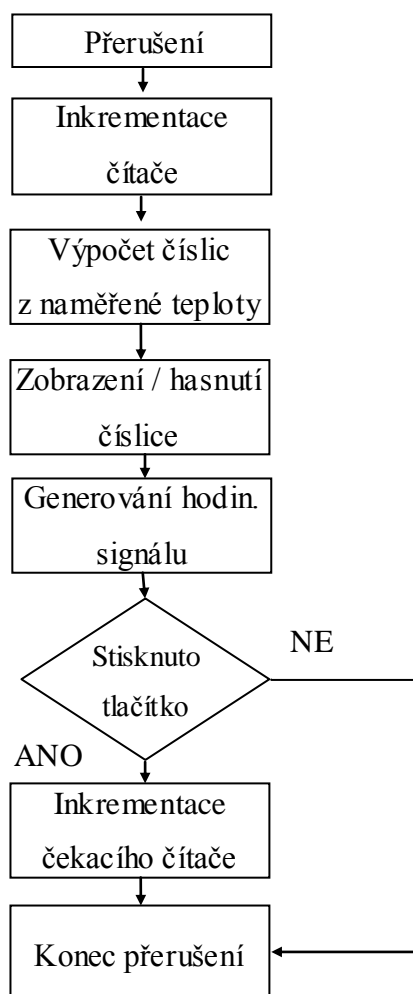 Přerušení
Inkrementace
čítače
Výpočet číslic
z naměřené teploty
Zobrazení / hasnutí
číslice
Generování hodin.
signálu
Stisknuto
tlačítko
NE
ANO
Inkrementace
čekacího čítače
Konec přerušení